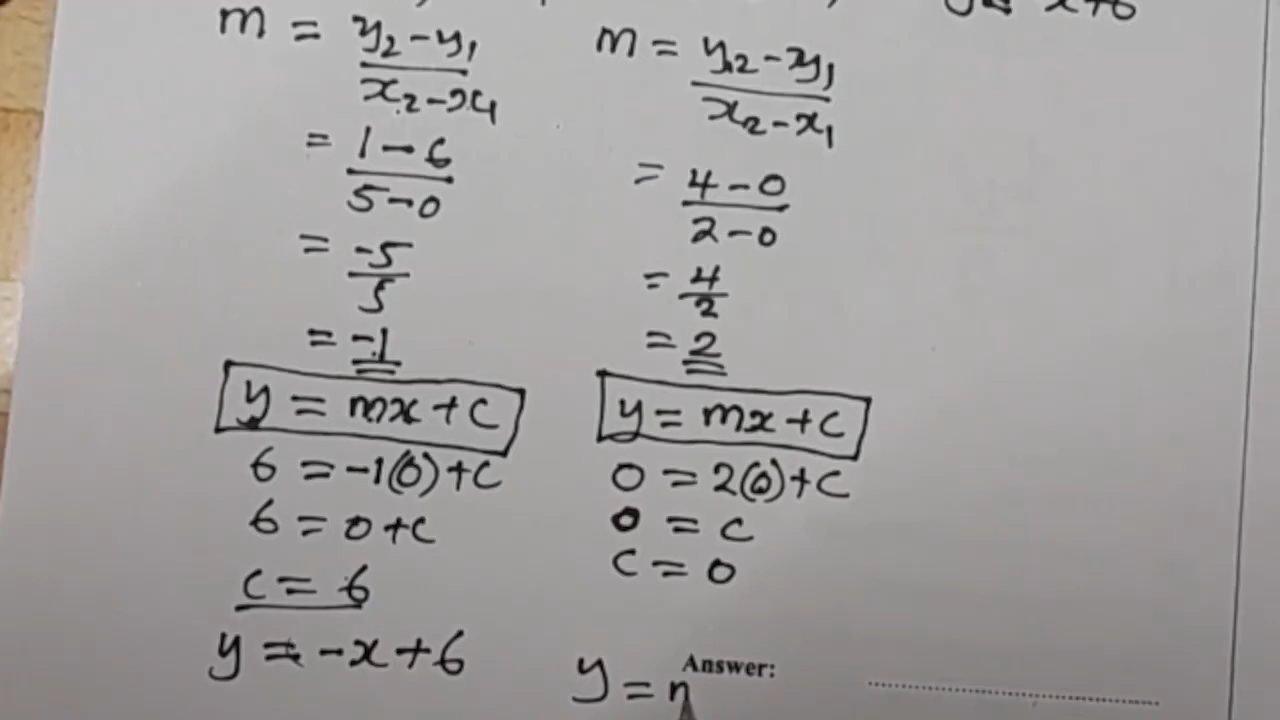 y = x+6
m = y2-y1
x2-x1
= 1-6
5-0
= -5
5
= -1
y = mx+c
6 = -1(0)+c
6 = 0+c
c = 6
y = -x+6
m = y2-y1
x2-x1
= 4-0
2-0
= 4
2
= 2
y = mx+c
0 = 2(0)+c
0 = c
c = 0
y =
Answer: